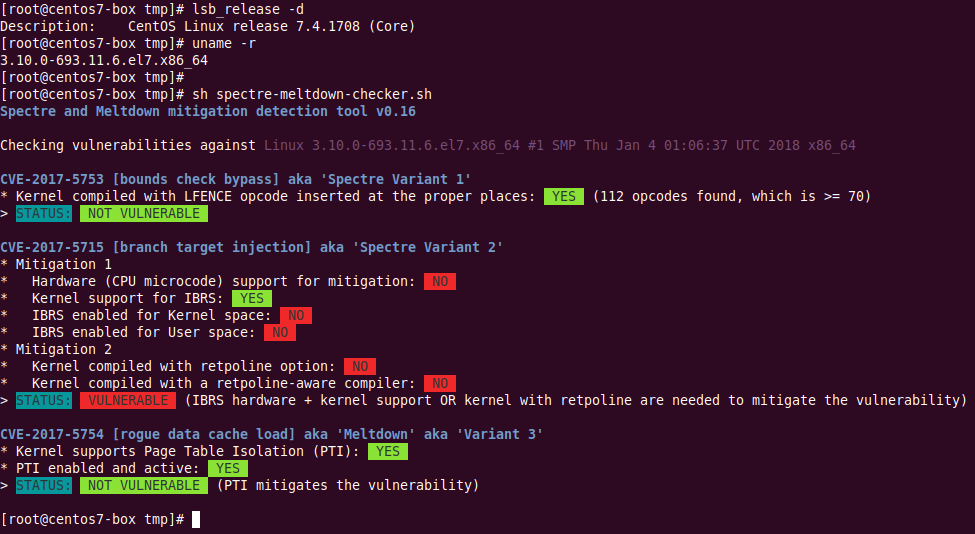 [root@centos7-box tmp]# lsb_release -d
Description:    CentOS Linux release 7.4.1708 (Core)
[root@centos7-box tmp]# uname -r
3.10.0-693.11.6.el7.x86_64
[root@centos7-box tmp]#
[root@centos7-box tmp]# sh spectre-meltdown-checker.sh
Spectre and Meltdown mitigation detection tool v0.16

Checking vulnerabilities against Linux 3.10.0-693.11.6.el7.x86_64 #1 SMP Thu Jan 4 01:06:37 UTC 2018 x86_64

CVE-2017-5753 [bounds check bypass] aka 'Spectre Variant 1'
* Kernel compiled with LFENCE opcode inserted at the proper places:  YES  (112 opcodes found, which is >= 70)
> STATUS:  NOT VULNERABLE

CVE-2017-5715 [branch target injection] aka 'Spectre Variant 2'
* Mitigation 1
*   Hardware (CPU microcode) support for mitigation:  NO
*   Kernel support for IBRS:  YES
*   IBRS enabled for Kernel space:  NO
*   IBRS enabled for User space:  NO
* Mitigation 2
*   Kernel compiled with retpoline option:  NO
*   Kernel compiled with a retpoline-aware compiler:  NO
> STATUS:  VULNERABLE  (IBRS hardware + kernel support OR kernel with retpoline are needed to mitigate the vulnerability)

CVE-2017-5754 [rogue data cache load] aka 'Meltdown' aka 'Variant 3'
* Kernel supports Page Table Isolation (PTI):  YES
* PTI enabled and active:  YES
> STATUS:  NOT VULNERABLE  (PTI mitigates the vulnerability)

[root@centos7-box tmp]#